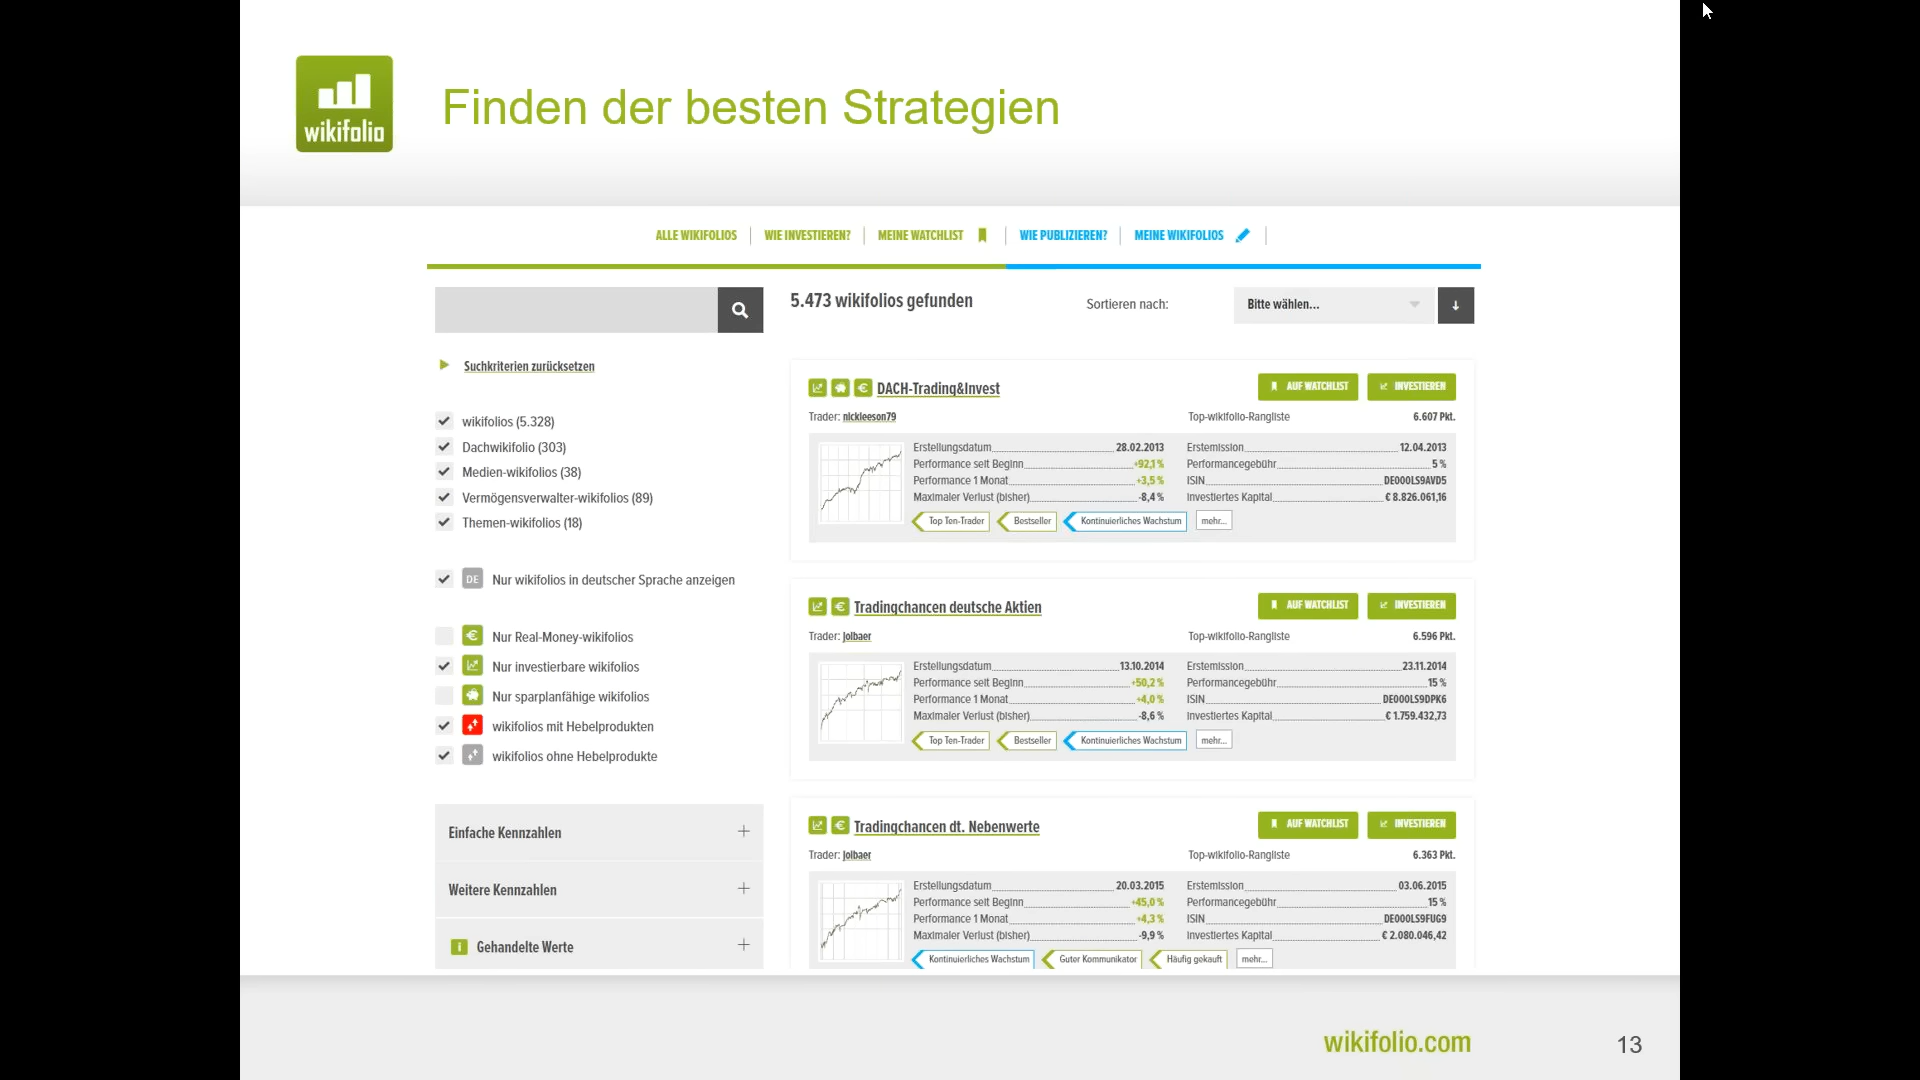 wikifolio
Finden der besten Strategien
ALLE WIKIFOLIOS WIE INVESTIEREN? MEINE WATCHLIST WIE PUBLIZIEREN? MEINE WIKIFOLIOS
5.473 wikifolios gefunden Sortieren nach: Bitte wählen...
Suchkriterien zurücksetzen
wikifolios (5.328)
Dachwikifolio (303)
Medien-wikifolios (38)
Vermögensverwalter-wikifolios (89)
Themen-wikifolios (18)
DE Nur wikifolios in deutscher Sprache anzeigen
€ Nur Real-Money-wikifolios
Nur investierbare wikifolios
Nur sparplanfähige wikifolios
wikifolios mit Hebelprodukten
wikifolios ohne Hebelprodukte
Einfache Kennzahlen +
Weitere Kennzahlen +
i Gehandelte Werte +
€ DACH-Trading&Invest AUF WATCHLIST INVESTIEREN
Trader: nickleeson79 Top-wikifolio-Rangliste 6.607 Pkt.
Erstellungsdatum 28.02.2013 Erstemission 12.04.2013
Performance seit Beginn +92,1 % Performancegebühr 5 %
Performance 1 Monat +3,5 % ISIN DE000LS9AVD5
Maximaler Verlust (bisher) -8,4 % Investiertes Kapital € 8.826.061,16
Top Ten-Trader Bestseller Kontinuierliches Wachstum mehr...
€ Tradingchancen deutsche Aktien AUF WATCHLIST INVESTIEREN
Trader: jolbaer Top-wikifolio-Rangliste 6.596 Pkt.
Erstellungsdatum 13.10.2014 Erstemission 23.11.2014
Performance seit Beginn +50,2 % Performancegebühr 15 %
Performance 1 Monat +4,0 % ISIN DE000LS9DPK6
Maximaler Verlust (bisher) -8,6 % Investiertes Kapital € 1.759.432,73
Top Ten-Trader Bestseller Kontinuierliches Wachstum mehr...
€ Tradingchancen dt. Nebenwerte AUF WATCHLIST INVESTIEREN
Trader: jolbaer Top-wikifolio-Rangliste 6.363 Pkt.
Erstellungsdatum 20.03.2015 Erstemission 03.06.2015
Performance seit Beginn +45,0 % Performancegebühr 15 %
Performance 1 Monat +4,3 % ISIN DE000LS9FUG9
Maximaler Verlust (bisher) -9,9 % Investiertes Kapital € 2.080.046,42
Kontinuierliches Wachstum Guter Kommunikator Häufig gekauft mehr...
wikifolio.com 13